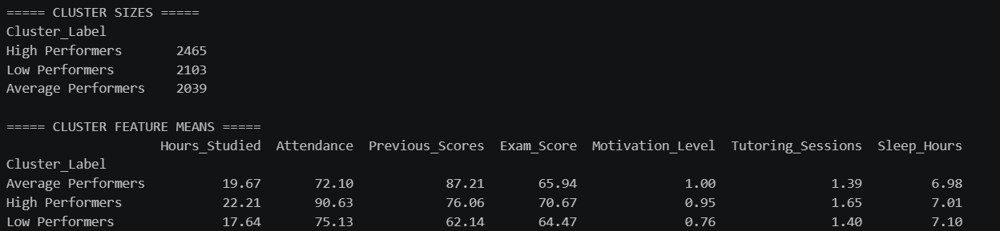 ===== CLUSTER SIZES =====
Cluster_Label
High Performers 2465
Low Performers 2103
Average Performers 2039
===== CLUSTER FEATURE MEANS =====
Hours_Studied Attendance Previous_Scores Exam_Score Motivation_Level Tutoring_Sessions Sleep_Hours
Cluster_Label
Average Performers 19.67 72.10 87.21 65.94 1.00 1.39 6.98
High Performers 22.21 90.63 76.06 70.67 0.95 1.65 7.01
Low Performers 17.64 75.13 62.14 64.47 0.76 1.40 7.10